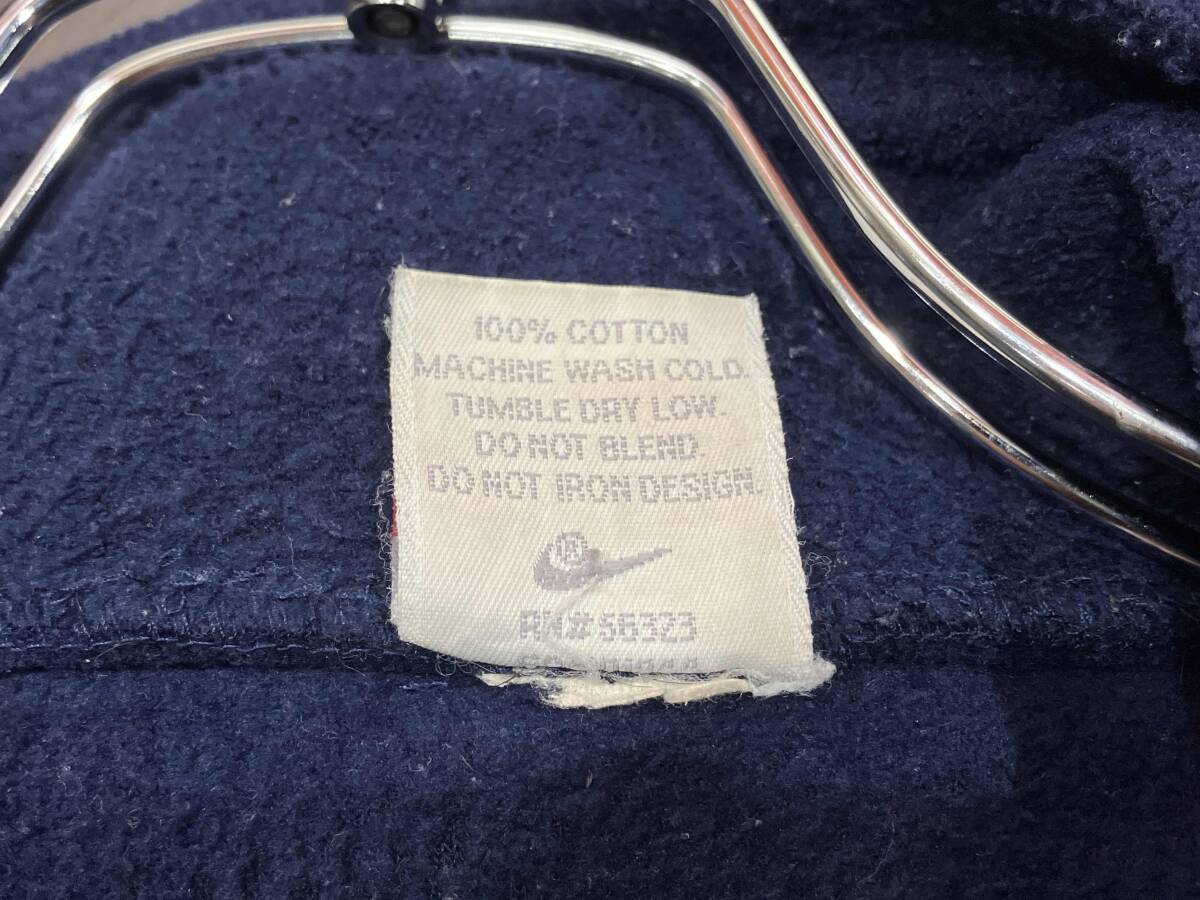 100% COTTON
MACHINE WASH COLD.
TUMBLE DRY LOW.
DO NOT BLEND.
DO NOT IRON DESIGN.
RN# 56323